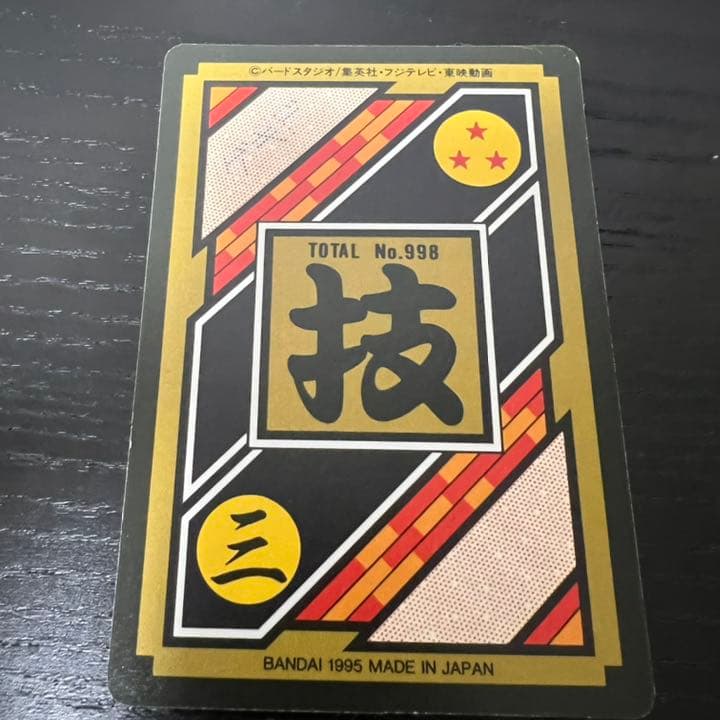 ©バードスタジオ/集英社・フジテレビ・東映動画
TOTAL No.998
技
三
BANDAI 1995 MADE IN JAPAN